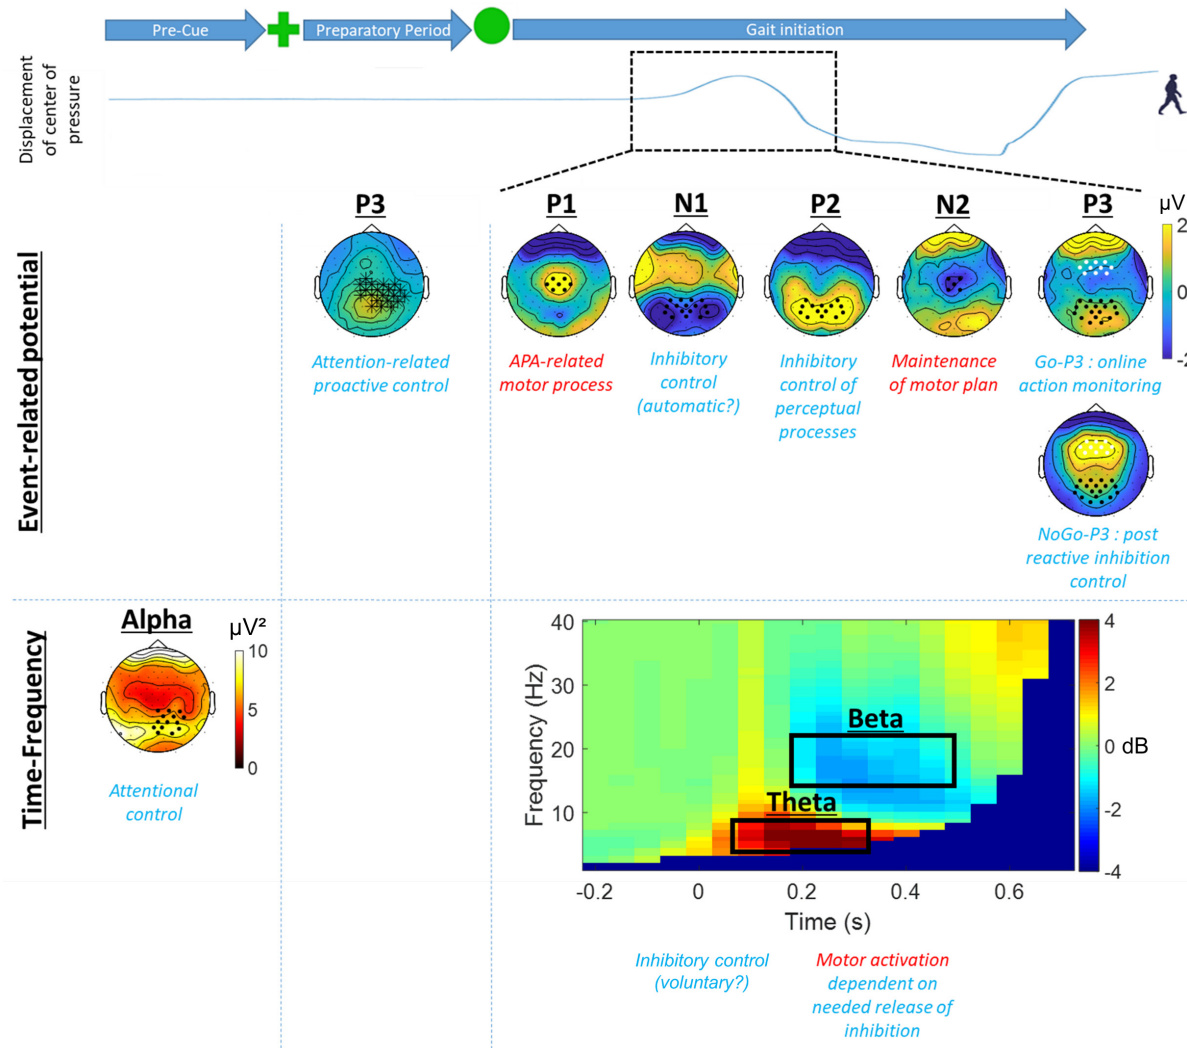 Pre-Cue
Preparatory Period
Gait initiation
Displacement
of center of
pressure
Event-related potential
P3
P1
N1
P2
N2
P3
µV
2
0
-2
Attention-related
proactive control
APA-related
motor process
Inhibitory
control
(automatic?)
Inhibitory
control of
perceptual
processes
Maintenance
of motor plan
Go-P3 : online
action monitoring
NoGo-P3 : post
reactive inhibition
control
Time-Frequency
Alpha
µV²
10
5
0
Attentional
control
Frequency (Hz)
40
30
20
10
Beta
Theta
4
2
0
-2
-4
dB
-0.2
0
0.2
0.4
0.6
Time (s)
Inhibitory control
(voluntary?)
Motor activation
dependent on
needed release of
inhibition